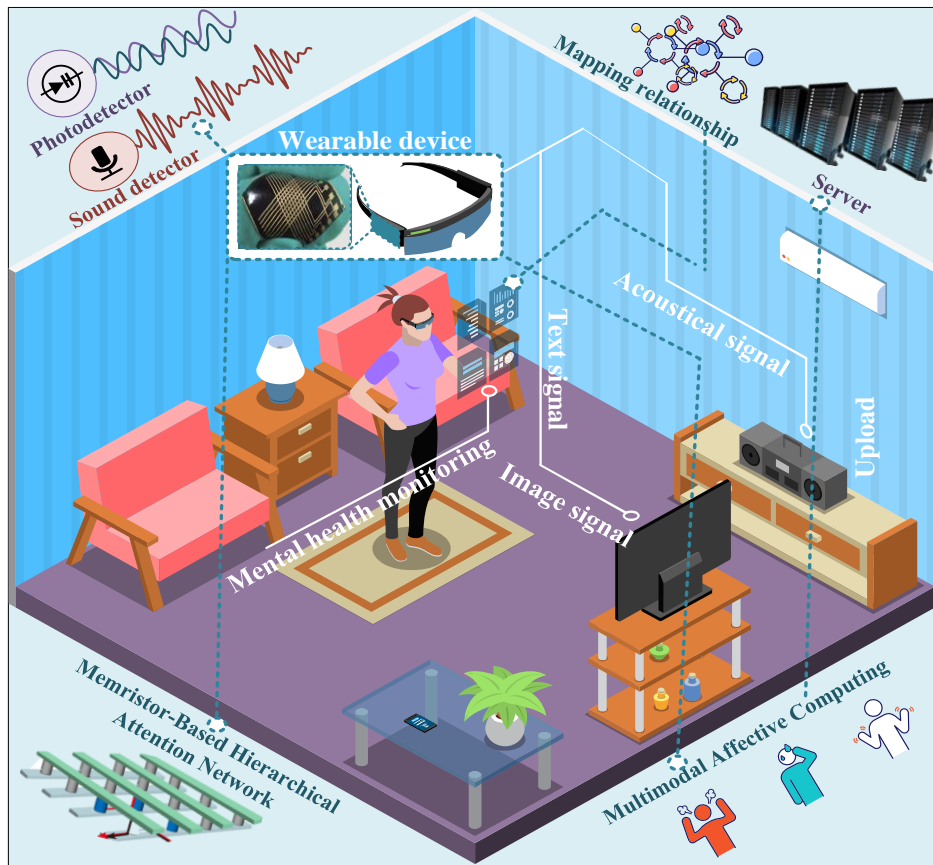 Photodetector
Sound detector
Wearable device
Mapping relationship
Server
Acoustical signal
Text signal
Image signal
Upload
Mental health monitoring
Memristor-Based Hierarchical
Attention Network
Multimodal Affective Computing